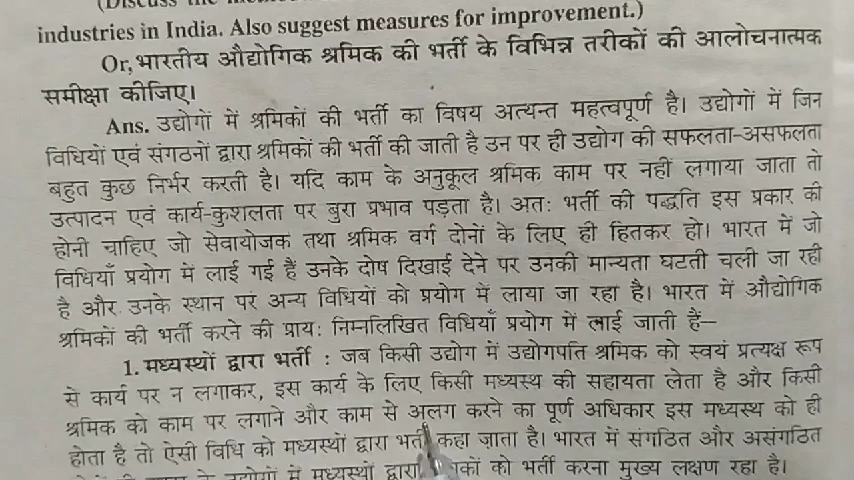 (Discuss the
industries in India. Also suggest measures for improvement.)
Or, भारतीय औद्योगिक श्रमिक की भर्ती के विभिन्न तरीकों की आलोचनात्मक
समीक्षा कीजिए।
Ans. उद्योगों में श्रमिकों की भर्ती का विषय अत्यन्त महत्वपूर्ण है। उद्योगों में जिन
विधियों एवं संगठनों द्वारा श्रमिकों की भर्ती की जाती है उन पर ही उद्योग की सफलता-असफलता
बहुत कुछ निर्भर करती है। यदि काम के अनुकूल श्रमिक काम पर नहीं लगाया जाता तो
उत्पादन एवं कार्य-कुशलता पर बुरा प्रभाव पड़ता है। अतः भर्ती की पद्धति इस प्रकार की
होनी चाहिए जो सेवायोजक तथा श्रमिक वर्ग दोनों के लिए ही हितकर हो। भारत में जो
विधियाँ प्रयोग में लाई गई हैं उनके दोष दिखाई देने पर उनकी मान्यता घटती चली जा रही
है और उनके स्थान पर अन्य विधियों को प्रयोग में लाया जा रहा है। भारत में औद्योगिक
श्रमिकों की भर्ती करने की प्रायः निम्नलिखित विधियाँ प्रयोग में लाई जाती हैं–
1. मध्यस्थों द्वारा भर्ती : जब किसी उद्योग में उद्योगपति श्रमिक को स्वयं प्रत्यक्ष रूप
से कार्य पर न लगाकर, इस कार्य के लिए किसी मध्यस्थ की सहायता लेता है और किसी
श्रमिक को काम पर लगाने और काम से अलग करने का पूर्ण अधिकार इस मध्यस्थ को ही
होता है तो ऐसी विधि को मध्यस्थों द्वारा भर्ती कहा जाता है। भारत में संगठित और असंगठित
उद्योगों में मध्यस्थों द्वारा को भर्ती करना मुख्य लक्षण रहा है।